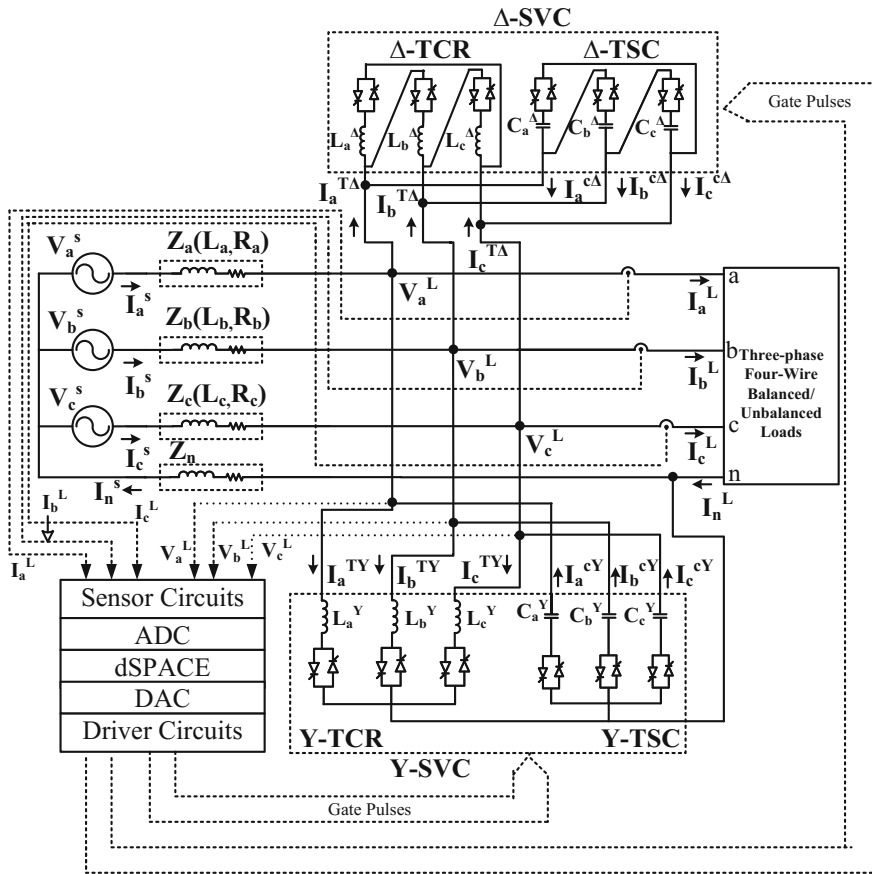 Δ-SVC
Δ-TCR
Δ-TSC
Gate Pulses
L_a^Δ
L_b^Δ
L_c^Δ
C_a^Δ
C_b^Δ
C_c^Δ
I_a^TΔ
I_b^TΔ
I_c^TΔ
I_a^cΔ
I_b^cΔ
I_c^cΔ
V_a^s
Z_a(L_a,R_a)
I_a^s
V_a^L
I_a^L
a
V_b^s
Z_b(L_b,R_b)
I_b^s
V_b^L
I_b^L
b
Three-phase
Four-Wire
Balanced/
Unbalanced
Loads
V_c^s
Z_c(L_c,R_c)
I_c^s
V_c^L
I_c^L
c
Z_n
I_n^s
n
I_n^L
I_b^L
I_c^L
I_a^L
V_a^L
V_b^L
V_c^L
I_a^TY
I_b^TY
I_c^TY
I_a^cY
I_b^cY
I_c^cY
Sensor Circuits
ADC
dSPACE
DAC
Driver Circuits
L_a^Y
L_b^Y
L_c^Y
C_a^Y
C_b^Y
C_c^Y
Y-TCR
Y-TSC
Y-SVC
Gate Pulses